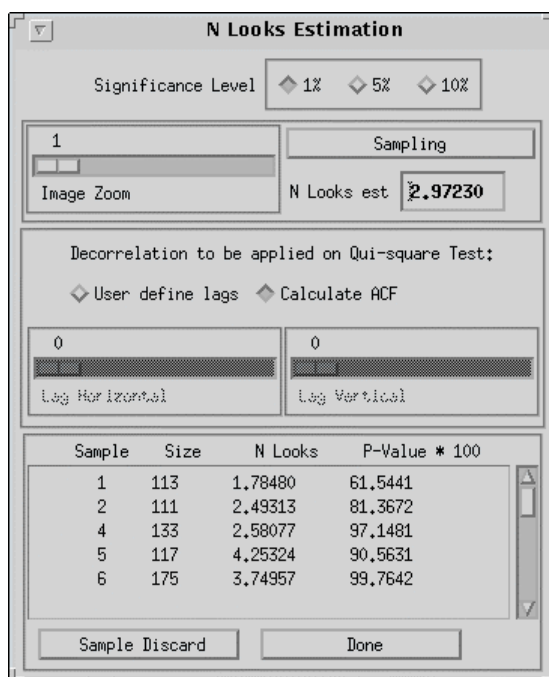 N Looks Estimation
Significance Level 1% 5% 10%
1
Sampling
Image Zoom
N Looks est 2.97230
Decorrelation to be applied on Qui-square Test:
User define lags Calculate ACF
0 0
Lag Horizontal Lag Vertical
Sample Size N Looks P-Value * 100
1 113 1.78480 61.5441
2 111 2.49313 81.3672
4 133 2.58077 97.1481
5 117 4.25324 90.5631
6 175 3.74957 99.7642
Sample Discard Done